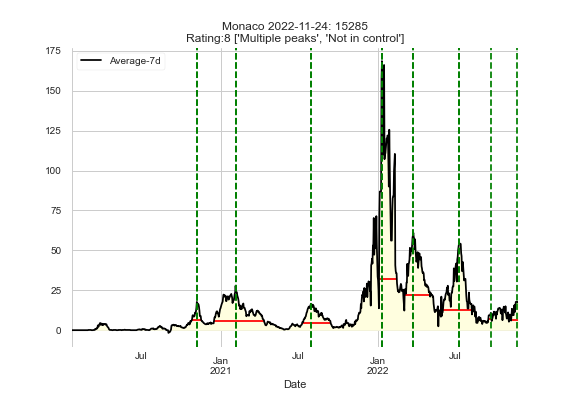 Monaco 2022-11-24: 15285
Rating:8 ['Multiple peaks', 'Not in control']
Average-7d
175
150
125
100
75
50
25
0
Jul
Jan
2021
Jul
Jan
2022
Jul
Date